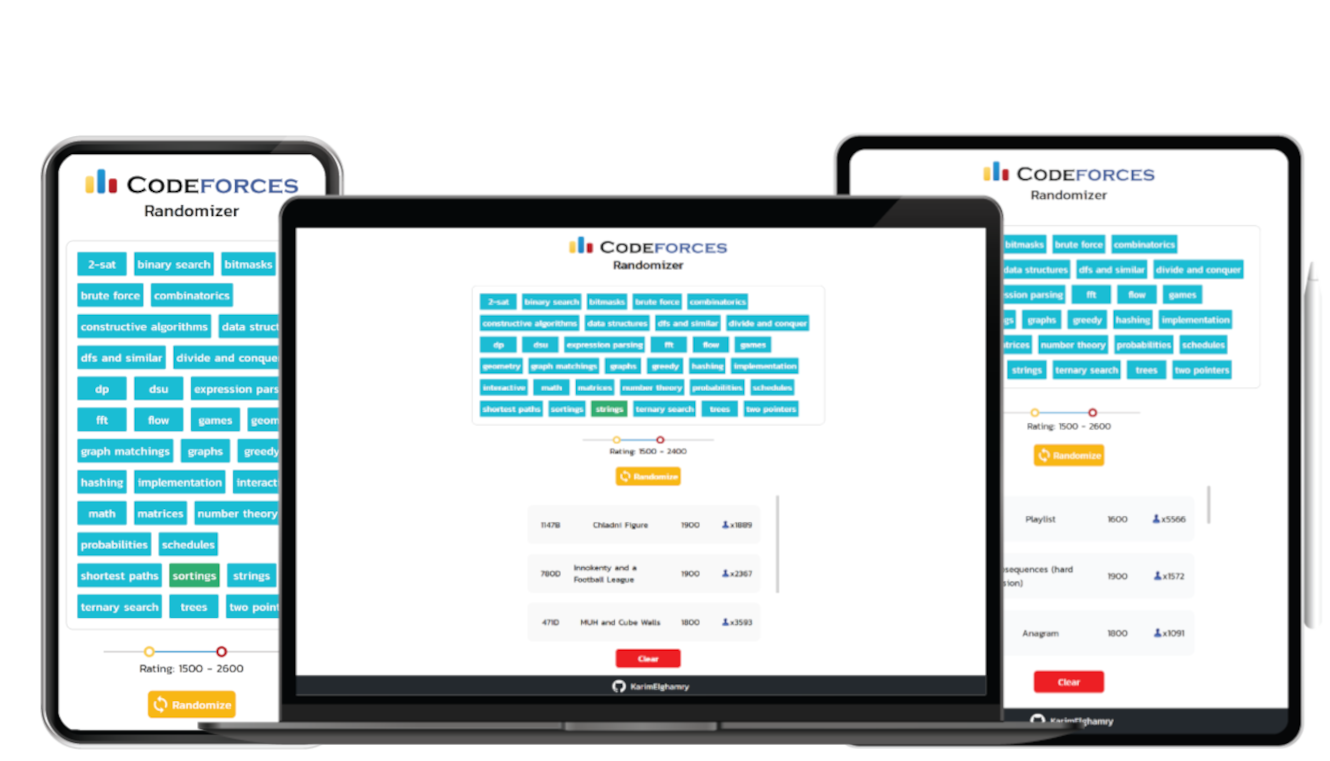 CODEFORCES
Randomizer
2-sat binary search bitmasks
brute force combinatorics
constructive algorithms data struct
dfs and similar divide and conque
dp dsu expression pars
fft flow games geom
graph matchings graphs greedy
hashing implementation interact
math matrices number theory
probabilities schedules
shortest paths sortings strings
ternary search trees two point
Rating: 1500 - 2600
Randomize
CODEFORCES
Randomizer
2-sat binary search bitmasks brute force combinatorics
constructive algorithms data structures dfs and similar divide and conquer
dp dsu expression parsing fft flow games
geometry graph matchings graphs greedy hashing implementation
interactive math matrices number theory probabilities schedules
shortest paths sortings strings ternary search trees two pointers
Rating: 1500 - 2400
Randomize
1147B Chladni Figure 1900 x1889
780D Innokenty and a
Football League 1900 x2367
471D MUH and Cube Walls 1800 x3593
Clear
KarimElghamry
CODEFORCES
Randomizer
bitmasks brute force combinatorics
data structures dfs and similar divide and conquer
ssion parsing fft flow games
gs graphs greedy hashing implementation
trices number theory probabilities schedules
strings ternary search trees two pointers
Rating: 1500 - 2600
Randomize
Playlist 1600 x5566
sequences (hard
sion) 1900 x1572
Anagram 1800 x1091
Clear
KarimElghamry